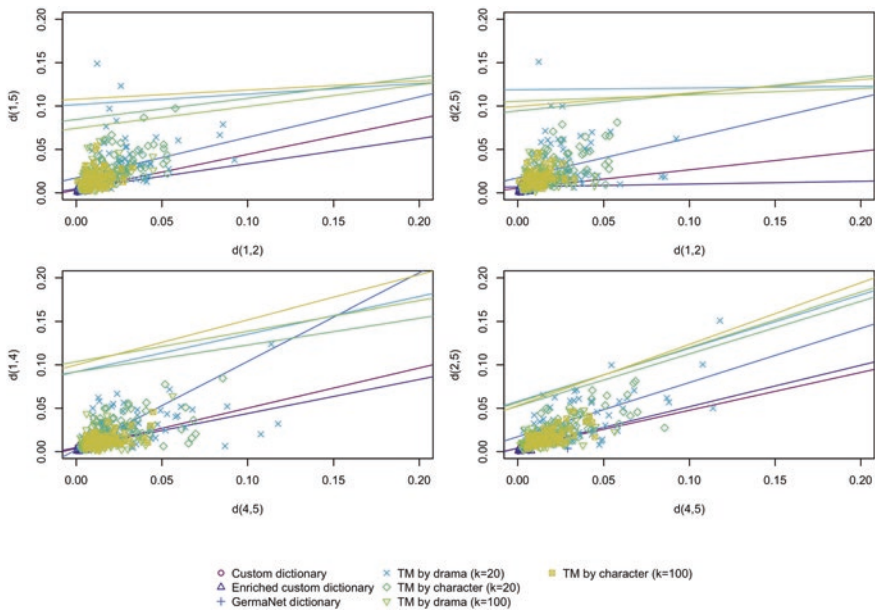 0.20
0.15
0.10
0.05
0.00
d(1,5)
0.00 0.05 0.10 0.15 0.20
d(1,2)
0.20
0.15
0.10
0.05
0.00
d(2,5)
0.00 0.05 0.10 0.15 0.20
d(1,2)
0.20
0.15
0.10
0.05
0.00
d(1,4)
0.00 0.05 0.10 0.15 0.20
d(4,5)
0.20
0.15
0.10
0.05
0.00
d(2,5)
0.00 0.05 0.10 0.15 0.20
d(4,5)
Custom dictionary
Enriched custom dictionary
GermaNet dictionary
TM by drama (k=20)
TM by character (k=20)
TM by drama (k=100)
TM by character (k=100)